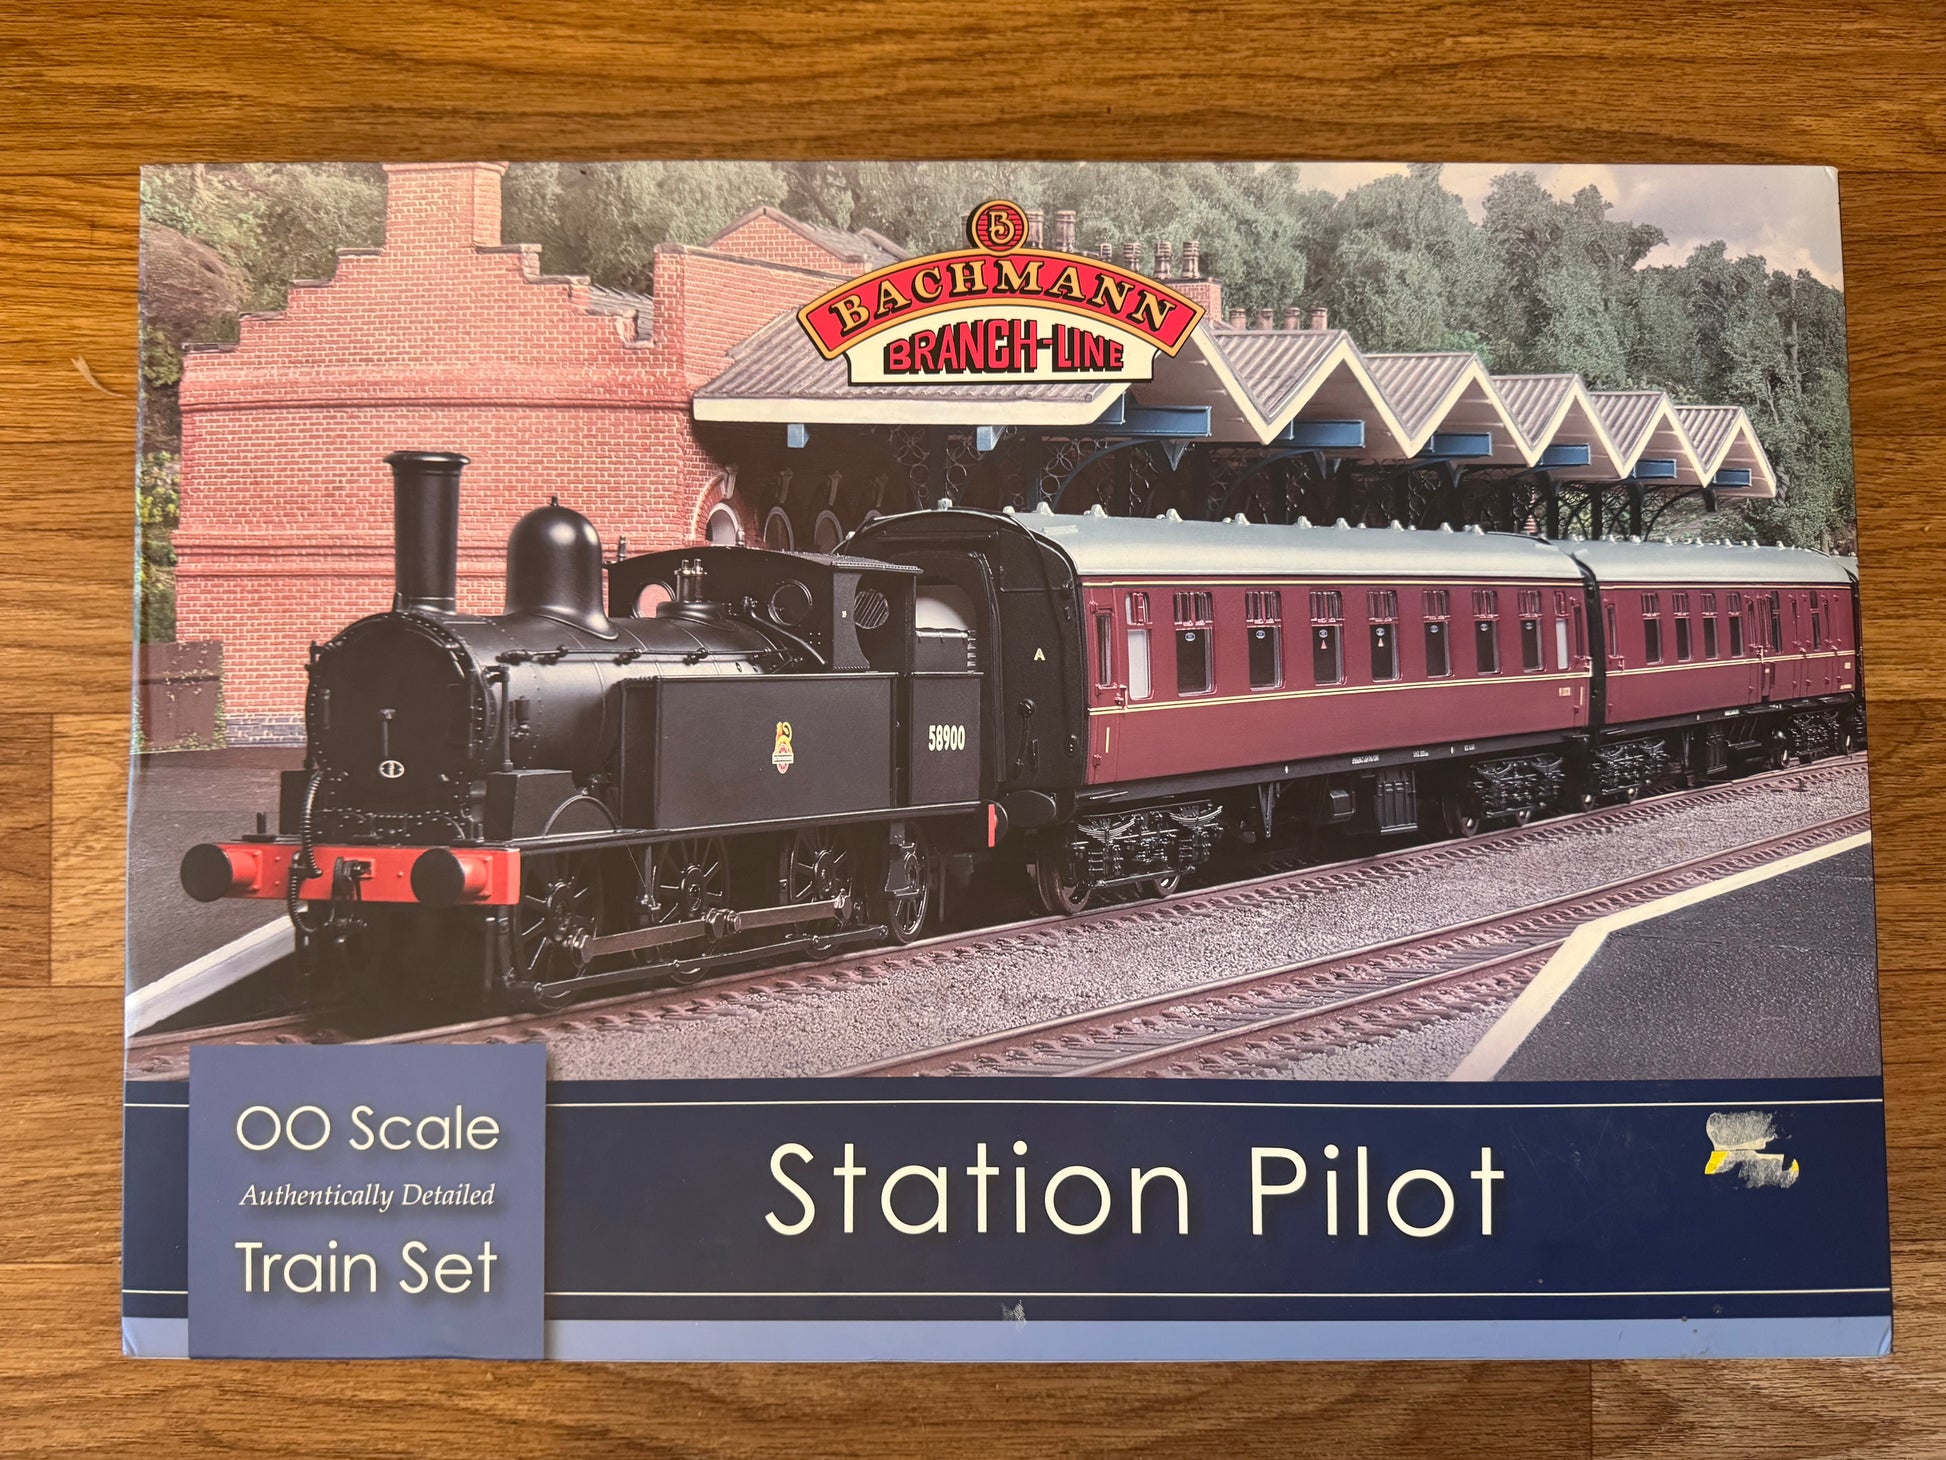 B
BACHMANN
BRANCH-LINE
A
58900
OO Scale
Authentically Detailed
Train Set
Station Pilot